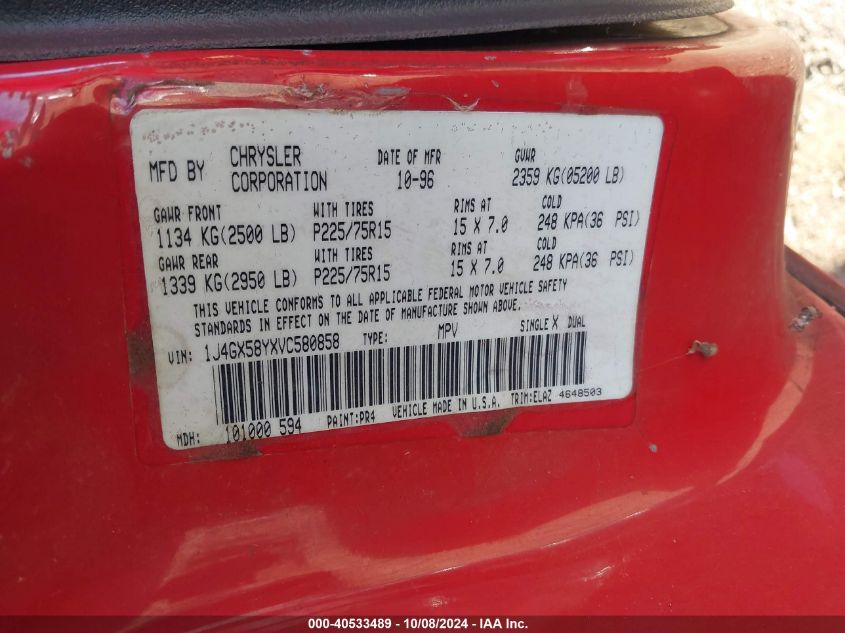 MFD BY CHRYSLER CORPORATION DATE OF MFR 10-96 GVWR 2359 KG(05200 LB)
GAWR FRONT WITH TIRES RIMS AT COLD
1134 KG(2500 LB) P225/75R15 15 X 7.0 248 KPA(36 PSI)
GAWR REAR WITH TIRES RIMS AT COLD
1339 KG(2950 LB) P225/75R15 15 X 7.0 248 KPA(36 PSI)
THIS VEHICLE CONFORMS TO ALL APPLICABLE FEDERAL MOTOR VEHICLE SAFETY
STANDARDS IN EFFECT ON THE DATE OF MANUFACTURE SHOWN ABOVE.
VIN: 1J4GX58YXVC580858 TYPE: MPV SINGLE X DUAL
MDH: 101000 594 PAINT:PR4 VEHICLE MADE IN U.S.A. TRIM:ELAZ 4648503
000-40533489 - 10/08/2024 - IAA Inc.